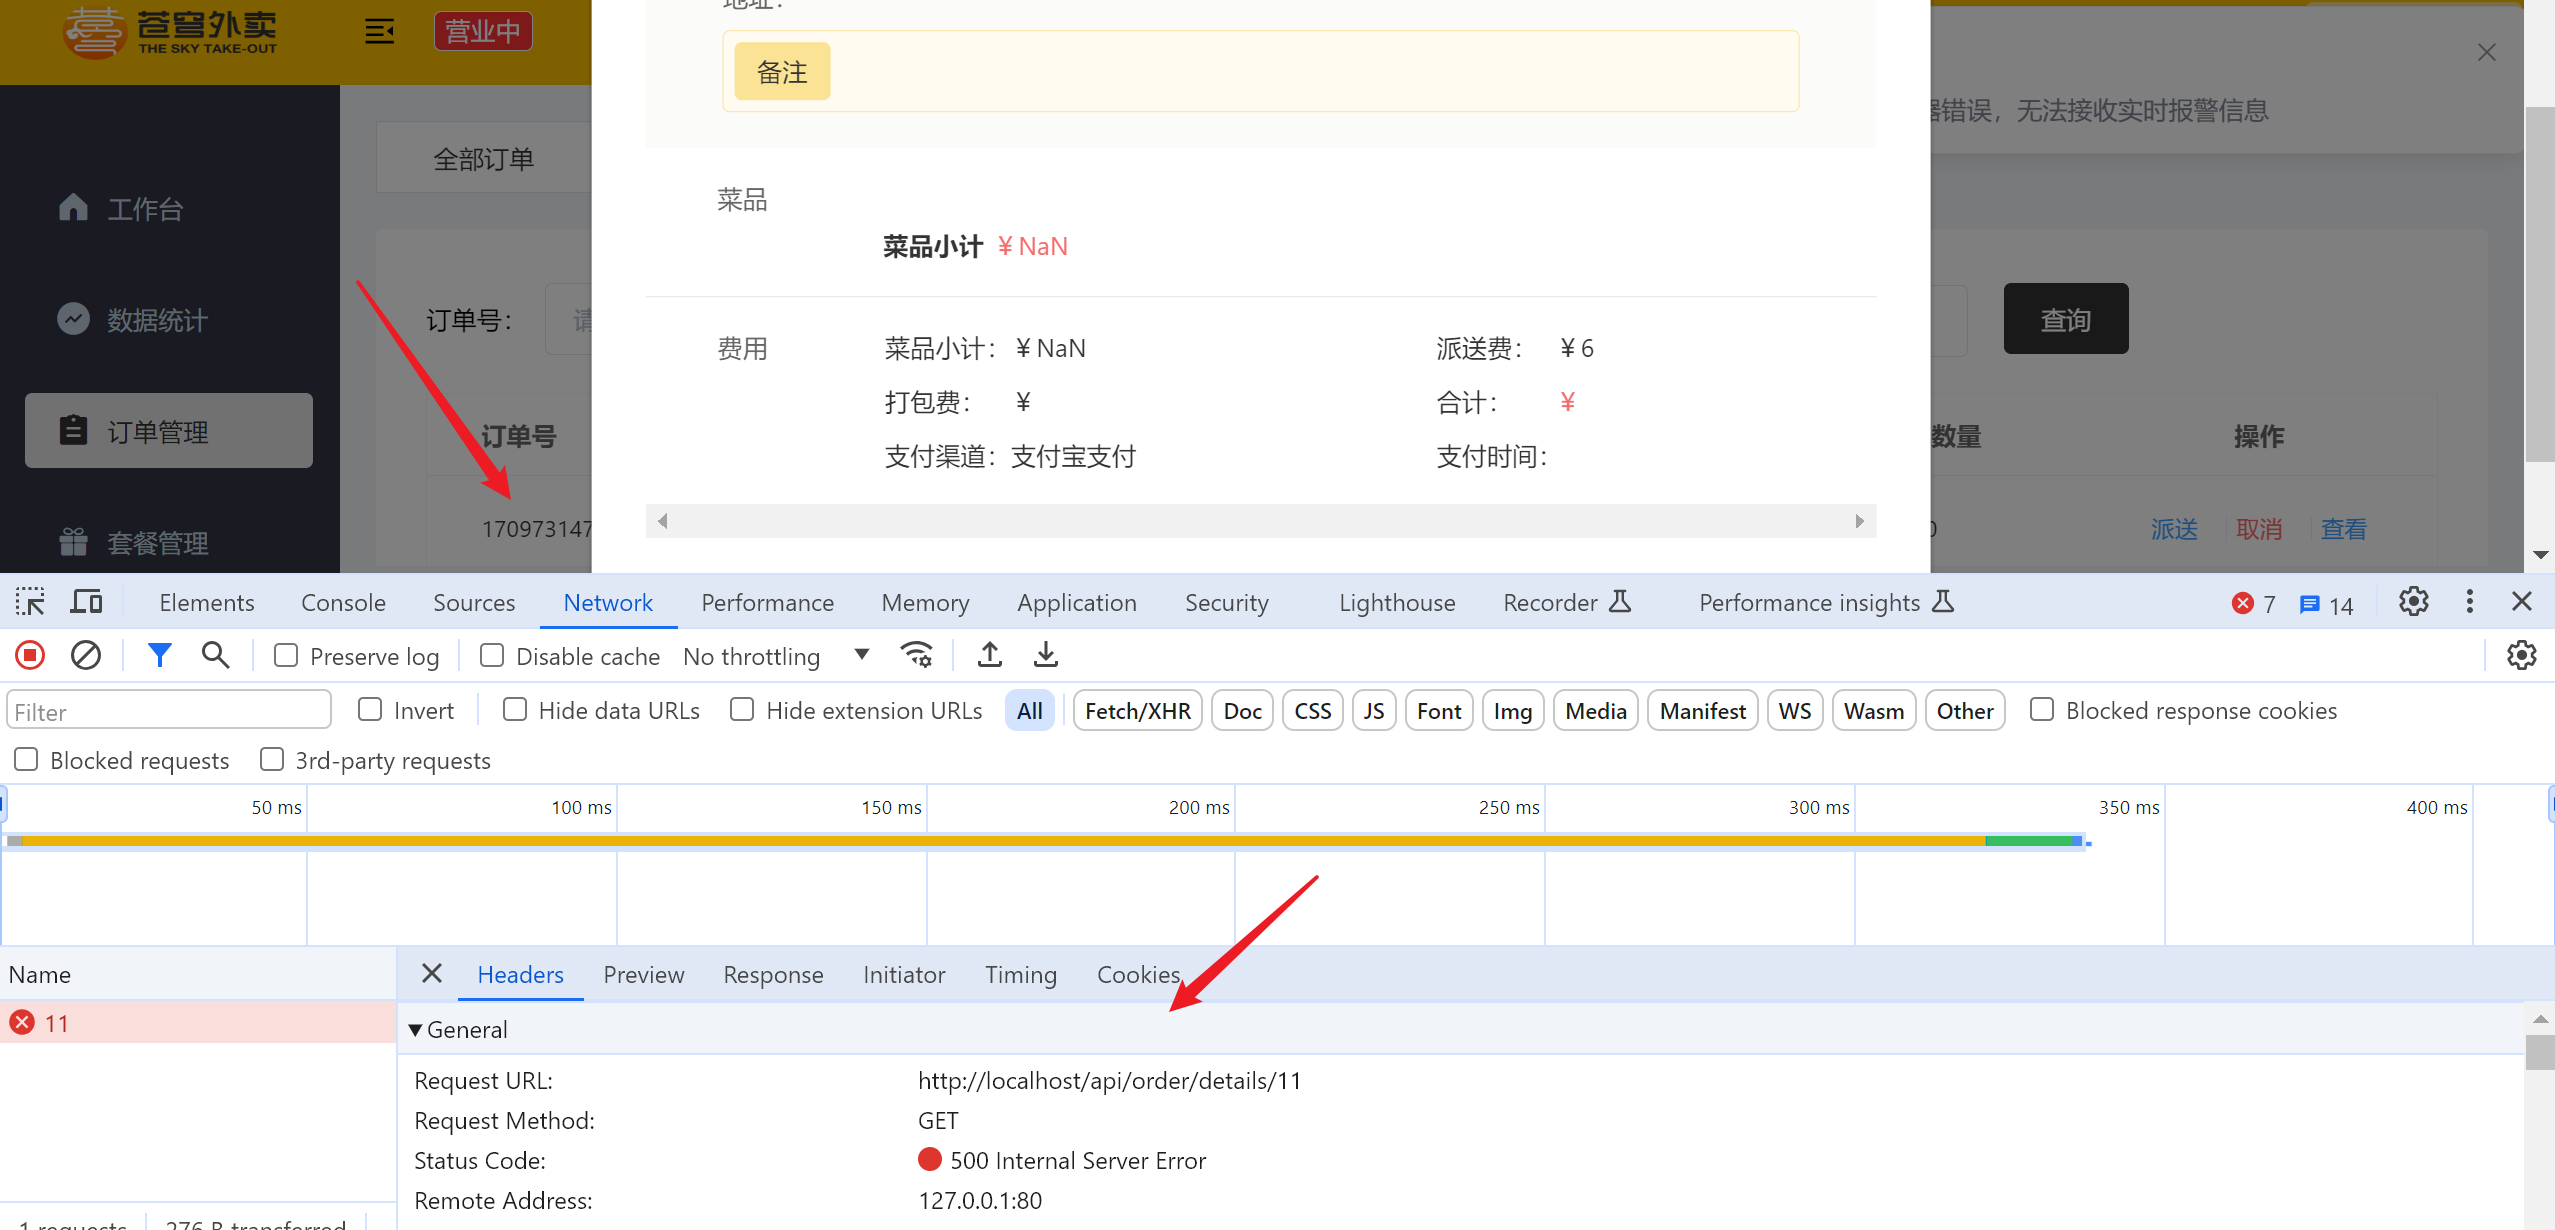 苍穹外卖
THE SKY TAKE-OUT
营业中
地址：
备注
器错误，无法接收实时报警信息
全部订单
工作台
菜品
菜品小计 ¥ NaN
数据统计
订单号：
请
查询
费用
菜品小计： ¥ NaN
派送费： ¥ 6
打包费： ¥
合计： ¥
支付渠道：支付宝支付
支付时间：
订单管理
订单号
数量
操作
170973147
派送
取消
查看
套餐管理
Elements Console Sources Network Performance Memory Application Security Lighthouse Recorder Performance insights 7 14
Preserve log Disable cache No throttling
Filter Invert Hide data URLs Hide extension URLs All Fetch/XHR Doc CSS JS Font Img Media Manifest WS Wasm Other Blocked response cookies
Blocked requests 3rd-party requests
50 ms 100 ms 150 ms 200 ms 250 ms 300 ms 350 ms 400 ms
Name
Headers Preview Response Initiator Timing Cookies
11
General
Request URL: http://localhost/api/order/details/11
Request Method: GET
Status Code: 500 Internal Server Error
Remote Address: 127.0.0.1:80
1 requests 276 B transferred